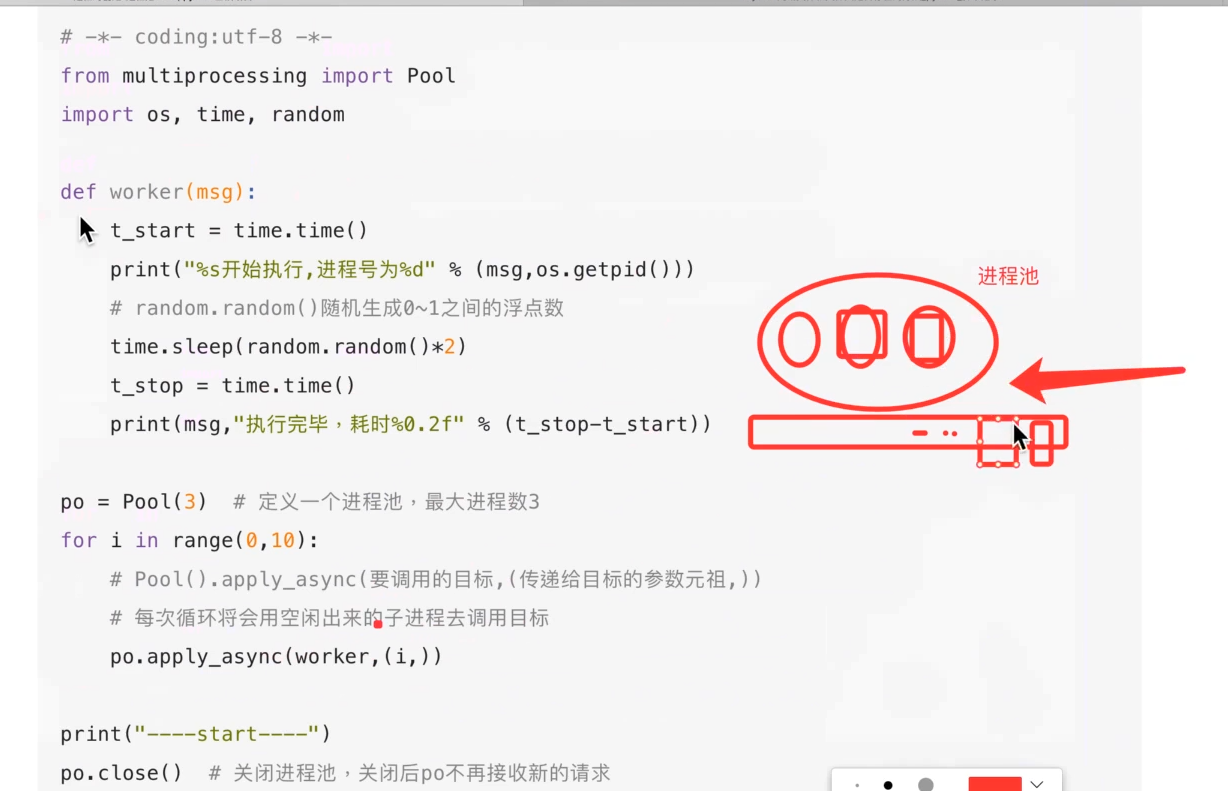 # -*- coding:utf-8 -*-
from multiprocessing import Pool
import os, time, random
def worker(msg):
t_start = time.time()
print("%s开始执行,进程号为%d" % (msg,os.getpid()))
进程池
# random.random()随机生成0~1之间的浮点数
time.sleep(random.random()*2)
t_stop = time.time()
print(msg,"执行完毕，耗时%0.2f" % (t_stop-t_start))
po = Pool(3)  # 定义一个进程池，最大进程数3
for i in range(0,10):
# Pool().apply_async(要调用的目标,(传递给目标的参数元祖,))
# 每次循环将会用空闲出来的子进程去调用目标
po.apply_async(worker,(i,))
print("----start----")
po.close()  # 关闭进程池，关闭后po不再接收新的请求